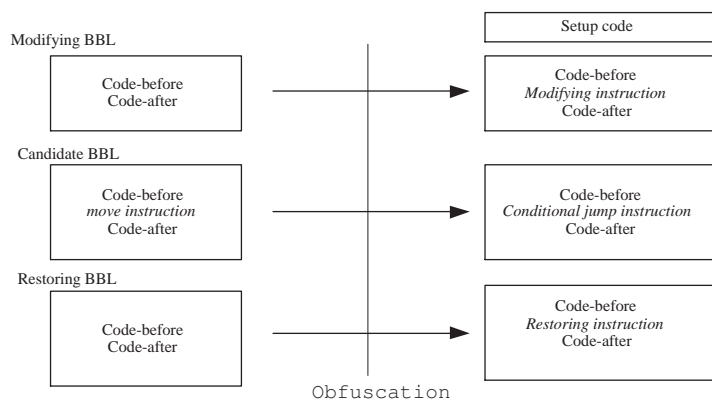 Setup code
Modifying BBL
Code-before
Code-after
Code-before
Modifying instruction
Code-after
Candidate BBL
Code-before
move instruction
Code-after
Code-before
Conditional jump instruction
Code-after
Restoring BBL
Code-before
Code-after
Code-before
Restoring instruction
Code-after
Obfuscation